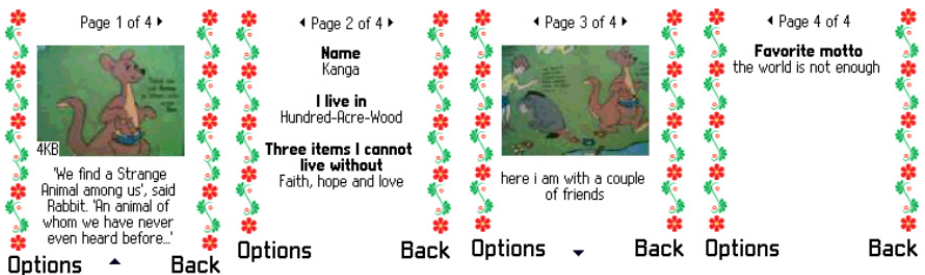 Page 1 of 4
4KB
'We find a Strange
Animal among us', said
Rabbit. 'An animal of
whom we have never
even heard before...'
Options
Back
Page 2 of 4
Name
Kanga
I live in
Hundred-Acre-Wood
Three items I cannot
live without
Faith, hope and love
Options
Back
Page 3 of 4
here i am with a couple
of friends
Options
Back
Page 4 of 4
Favorite motto
the world is not enough
Options
Back